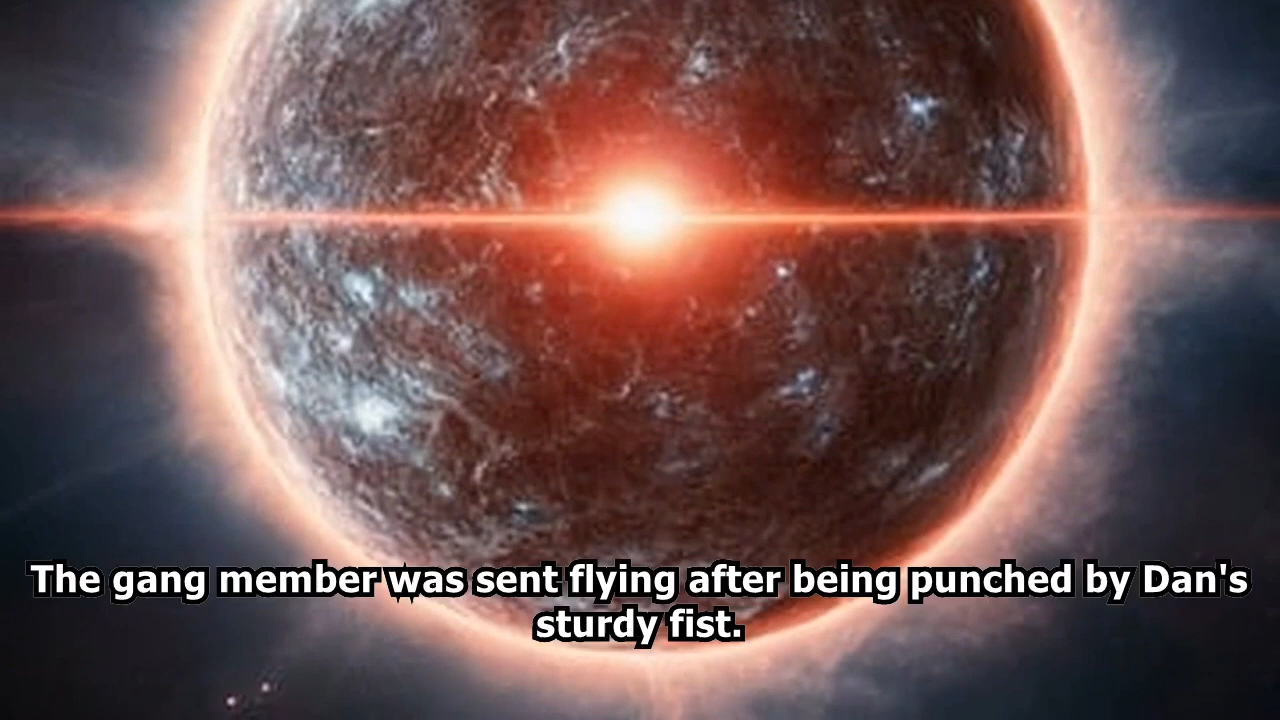 The gang member was sent flying after being punched by Dan's
sturdy fist.